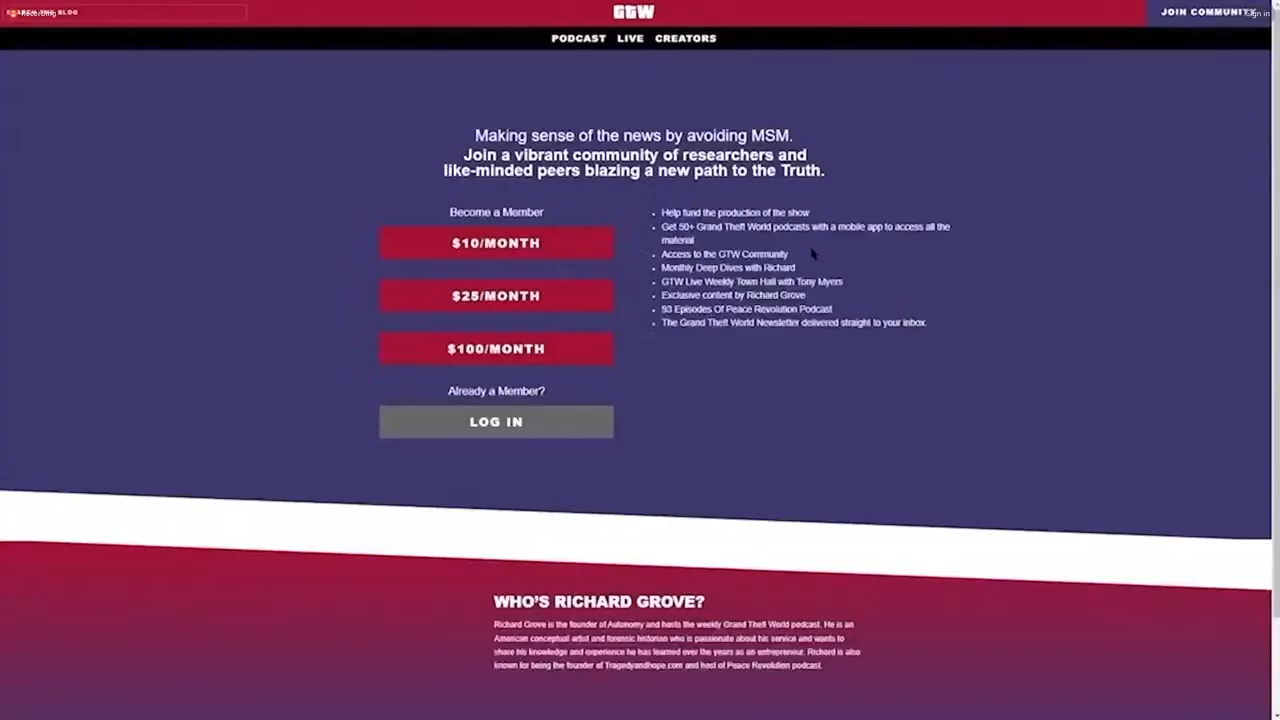 SEARCH THE BLOG
Recording
GTW
JOIN COMMUNITY
Sign in
PODCAST LIVE CREATORS
Making sense of the news by avoiding MSM.
Join a vibrant community of researchers and
like-minded peers blazing a new path to the Truth.
Become a Member
$10/MONTH
$25/MONTH
$100/MONTH
Already a Member?
LOG IN
Help fund the production of the show
Get 50+ Grand Theft World podcasts with a mobile app to access all the
material
Access to the GTW Community
Monthly Deep Dives with Richard
GTW Live Weekly Town Hall with Tony Myers
Exclusive content by Richard Grove
93 Episodes Of Peace Revolution Podcast
The Grand Theft World Newsletter delivered straight to your inbox.
WHO'S RICHARD GROVE?
Richard Grove is the founder of Autonomy and hosts the weekly Grand Theft World podcast. He is an
American conceptual artist and forensic historian who is passionate about his service and wants to
share his knowledge and experience he has learned over the years as an entrepreneur. Richard is also
known for being the founder of Tragedyandhope.com and host of Peace Revolution podcast.